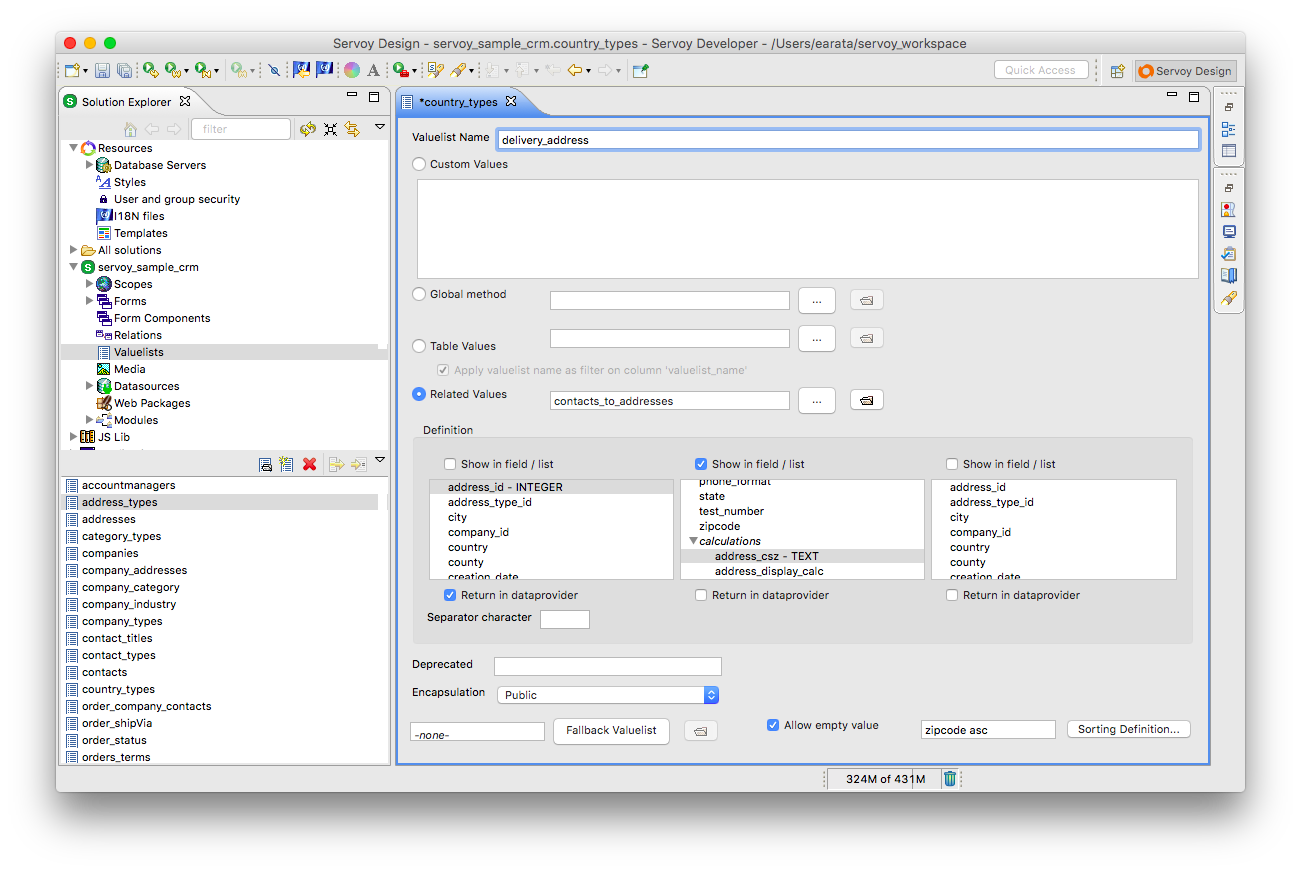 Servoy Design - servoy_sample_crm.country_types - Servoy Developer - /Users/earata/servoy_workspace
Quick Access
Servoy Design
Solution Explorer
filter
Resources
Database Servers
Styles
User and group security
I18N files
Templates
All solutions
servoy_sample_crm
Scopes
Forms
Form Components
Relations
Valuelists
Media
Datasources
Web Packages
Modules
JS Lib
accountmanagers
address_types
addresses
category_types
companies
company_addresses
company_category
company_industry
company_types
contact_titles
contact_types
contacts
country_types
order_company_contacts
order_shipVia
order_status
orders_terms
*country_types
Valuelist Name
delivery_address
Custom Values
Global method
...
Table Values
...
Apply valuelist name as filter on column 'valuelist_name'
Related Values
contacts_to_addresses
...
Definition
Show in field / list
address_id - INTEGER
address_type_id
city
company_id
country
county
creation_date
Return in dataprovider
Show in field / list
phone_format
state
test_number
zipcode
calculations
address_csz - TEXT
address_display_calc
Return in dataprovider
Show in field / list
address_id
address_type_id
city
company_id
country
county
creation_date
Return in dataprovider
Separator character
Deprecated
Encapsulation
Public
-none-
Fallback Valuelist
Allow empty value
zipcode asc
Sorting Definition...
324M of 431M